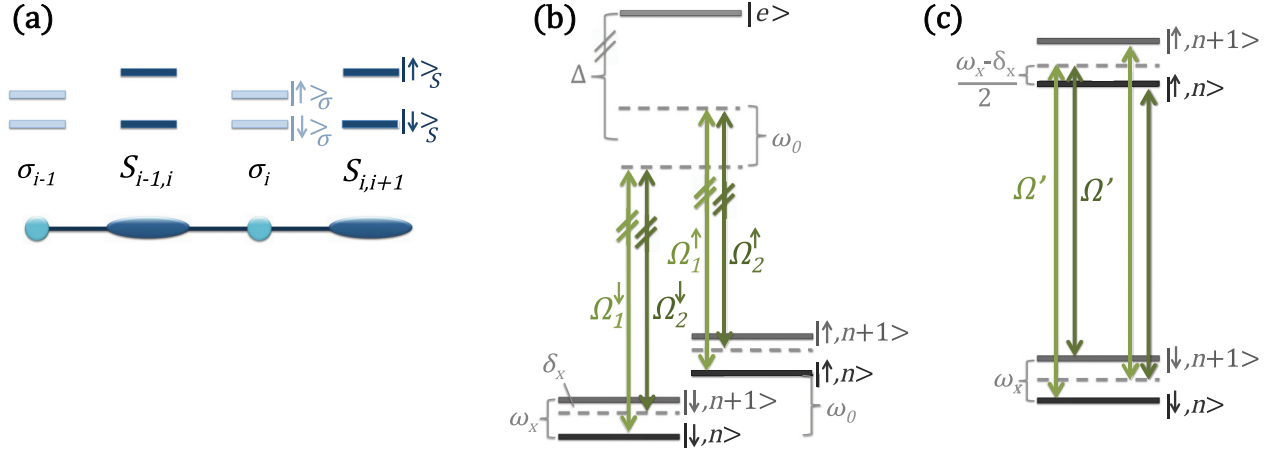 (a)
|↑>S
|↑>σ
|↓>σ
|↓>S
σi-1
Si-1,i
σi
Si,i+1
(b)
|e>
Δ
ω0
Ω1↑
Ω2↑
Ω1↓
Ω2↓
|↑,n+1>
|↑,n>
δx
ωx
|↓,n+1>
|↓,n>
ω0
(c)
|↑,n+1>
ωx-δx
2
|↑,n>
Ω’
Ω’
|↓,n+1>
ωx
|↓,n>